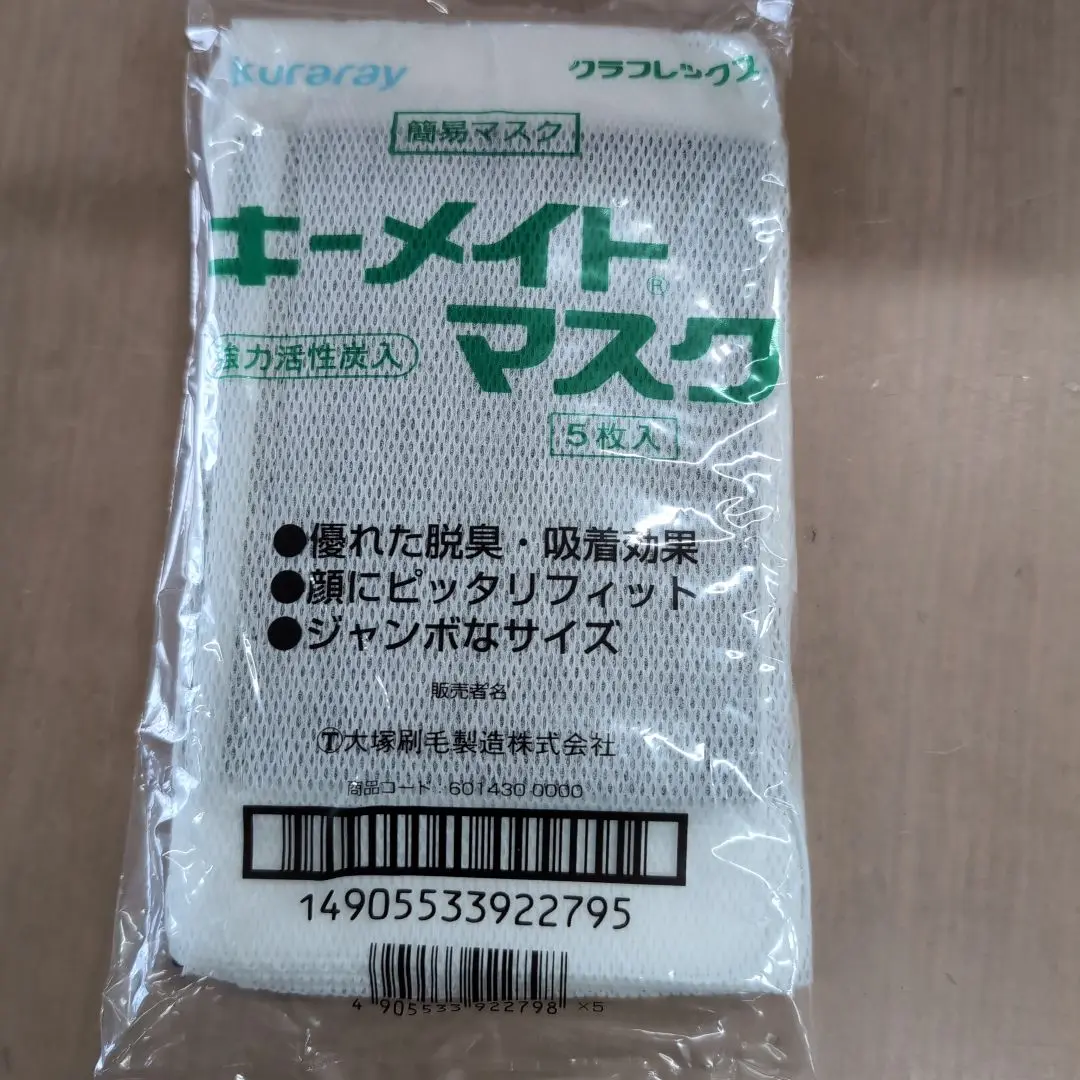 kuraray クラフレックス
簡易マスク
キーメイト®
マスク
強力活性炭入
5枚入
●優れた脱臭・吸着効果
●顔にピッタリフィット
●ジャンボなサイズ
販売者名
Ⓣ大塚刷毛製造株式会社
商品コード:601430 0000
14905533922795
4 905533 922798 ×5